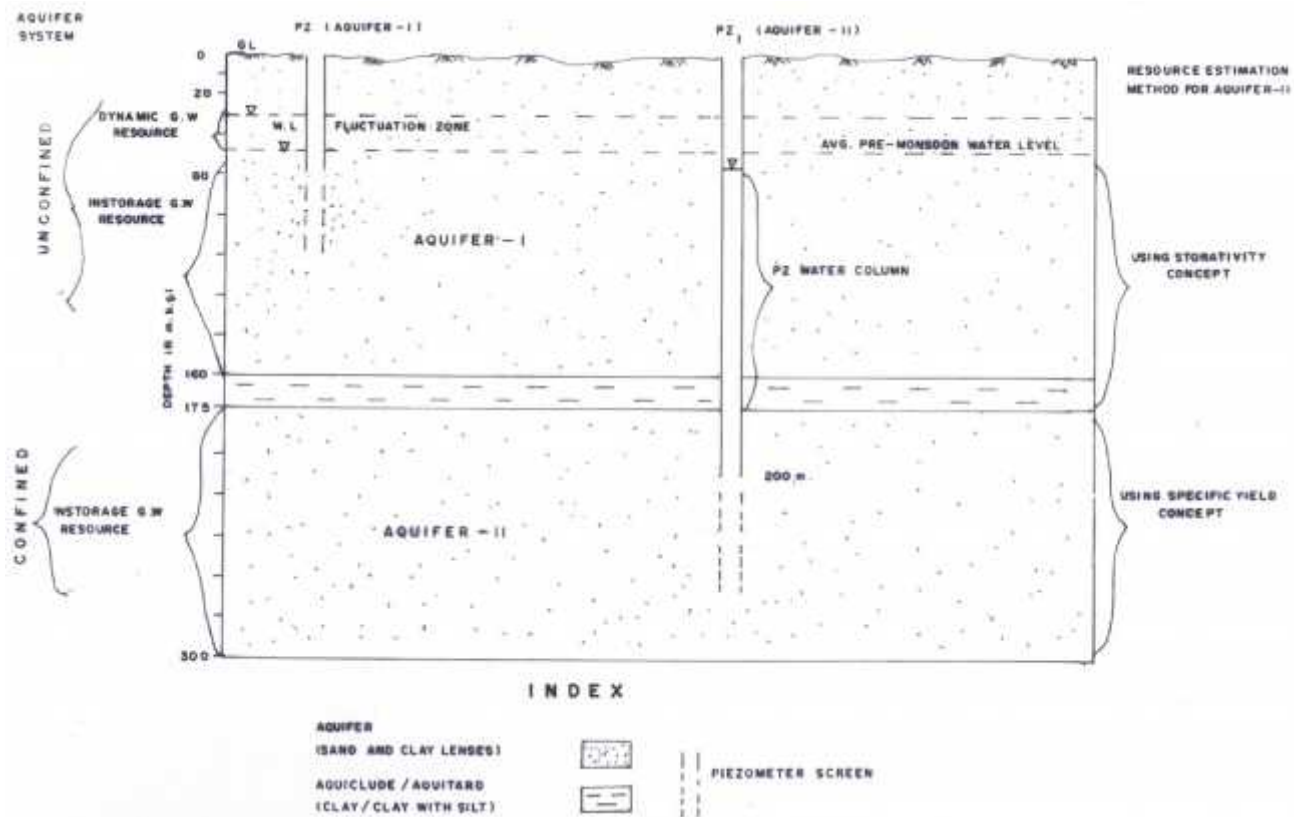 AQUIFER
SYSTEM
PZ (AQUIFER-I)
PZ1 (AQUIFER-II)
GL
0
RESOURCE ESTIMATION
METHOD FOR AQUIFER-II
20
DYNAMIC G.W
RESOURCE
W.L
FLUCTUATION ZONE
AVG. PRE-MONSOON WATER LEVEL
UNCONFINED
INSTORAGE G.W
RESOURCE
AQUIFER-I
PZ WATER COLUMN
USING STORATIVITY
CONCEPT
DEPTH IN m.b.g.l
160
175
CONFINED
INSTORAGE G.W
RESOURCE
200 m.
AQUIFER-II
USING SPECIFIC YIELD
CONCEPT
300
INDEX
AQUIFER
(SAND AND CLAY LENSES)
PIEZOMETER SCREEN
AQUICLUDE/AQUITARD
(CLAY/CLAY WITH SILT)